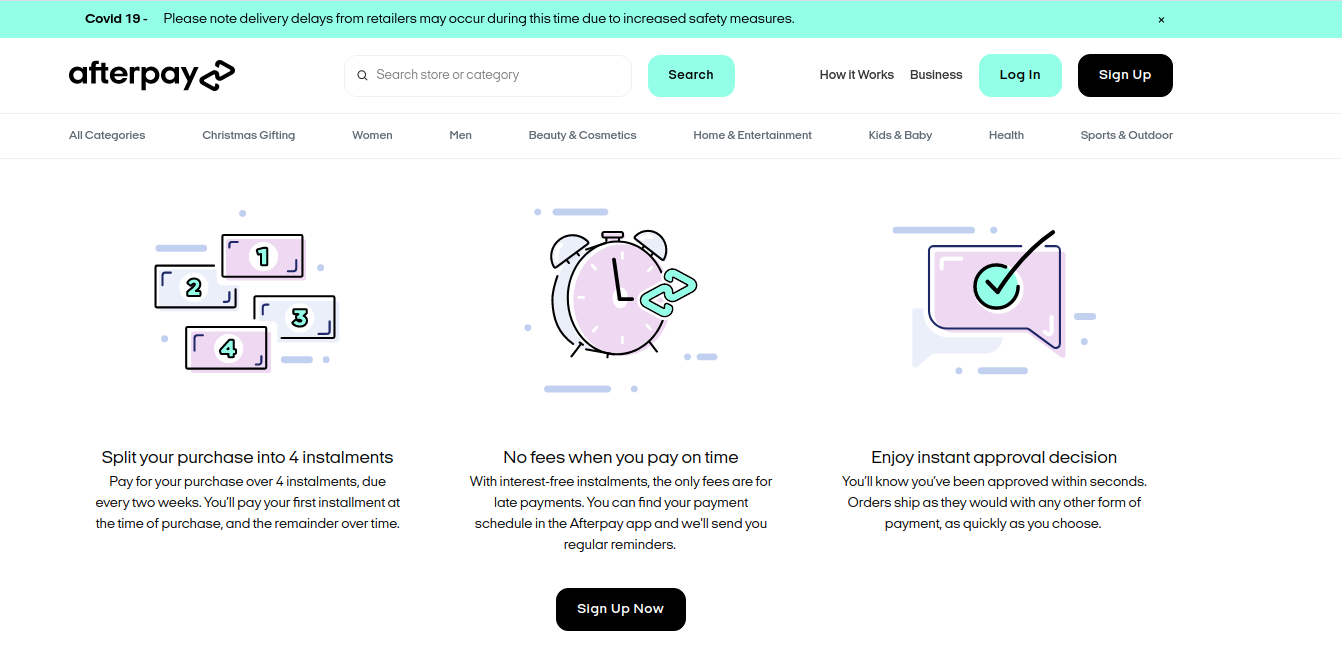 Covid 19 - Please note delivery delays from retailers may occur during this time due to increased safety measures. ×
afterpay Search store or category Search How it Works Business Log In Sign Up
All Categories Christmas Gifting Women Men Beauty & Cosmetics Home & Entertainment Kids & Baby Health Sports & Outdoor
1
2
3
4
Split your purchase into 4 instalments
Pay for your purchase over 4 instalments, due
every two weeks. You'll pay your first installment at
the time of purchase, and the remainder over time.
No fees when you pay on time
With interest-free instalments, the only fees are for
late payments. You can find your payment
schedule in the Afterpay app and we'll send you
regular reminders.
Enjoy instant approval decision
You'll know you've been approved within seconds.
Orders ship as they would with any other form of
payment, as quickly as you choose.
Sign Up Now